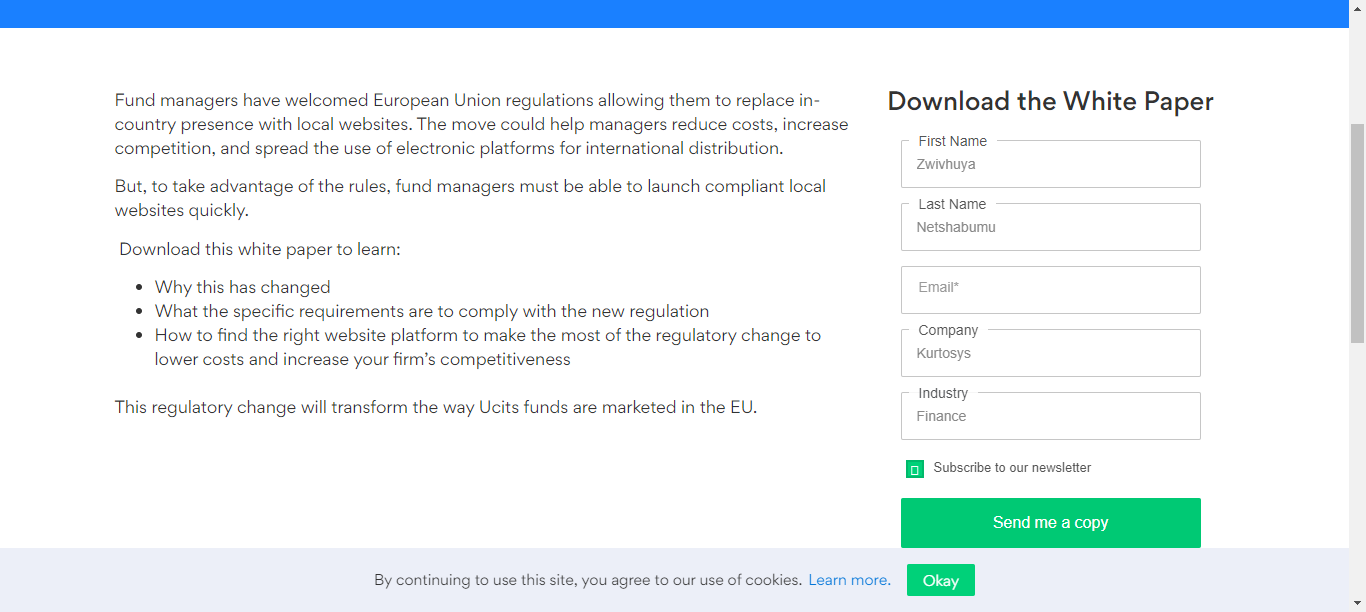 Fund managers have welcomed European Union regulations allowing them to replace in-
country presence with local websites. The move could help managers reduce costs, increase
competition, and spread the use of electronic platforms for international distribution.
But, to take advantage of the rules, fund managers must be able to launch compliant local
websites quickly.
Download this white paper to learn:
• Why this has changed
• What the specific requirements are to comply with the new regulation
• How to find the right website platform to make the most of the regulatory change to
lower costs and increase your firm’s competitiveness
This regulatory change will transform the way Ucits funds are marketed in the EU.
Download the White Paper
First Name
Zwivhuya
Last Name
Netshabumu
Email*
Company
Kurtosys
Industry
Finance
Subscribe to our newsletter
Send me a copy
By continuing to use this site, you agree to our use of cookies. Learn more. Okay